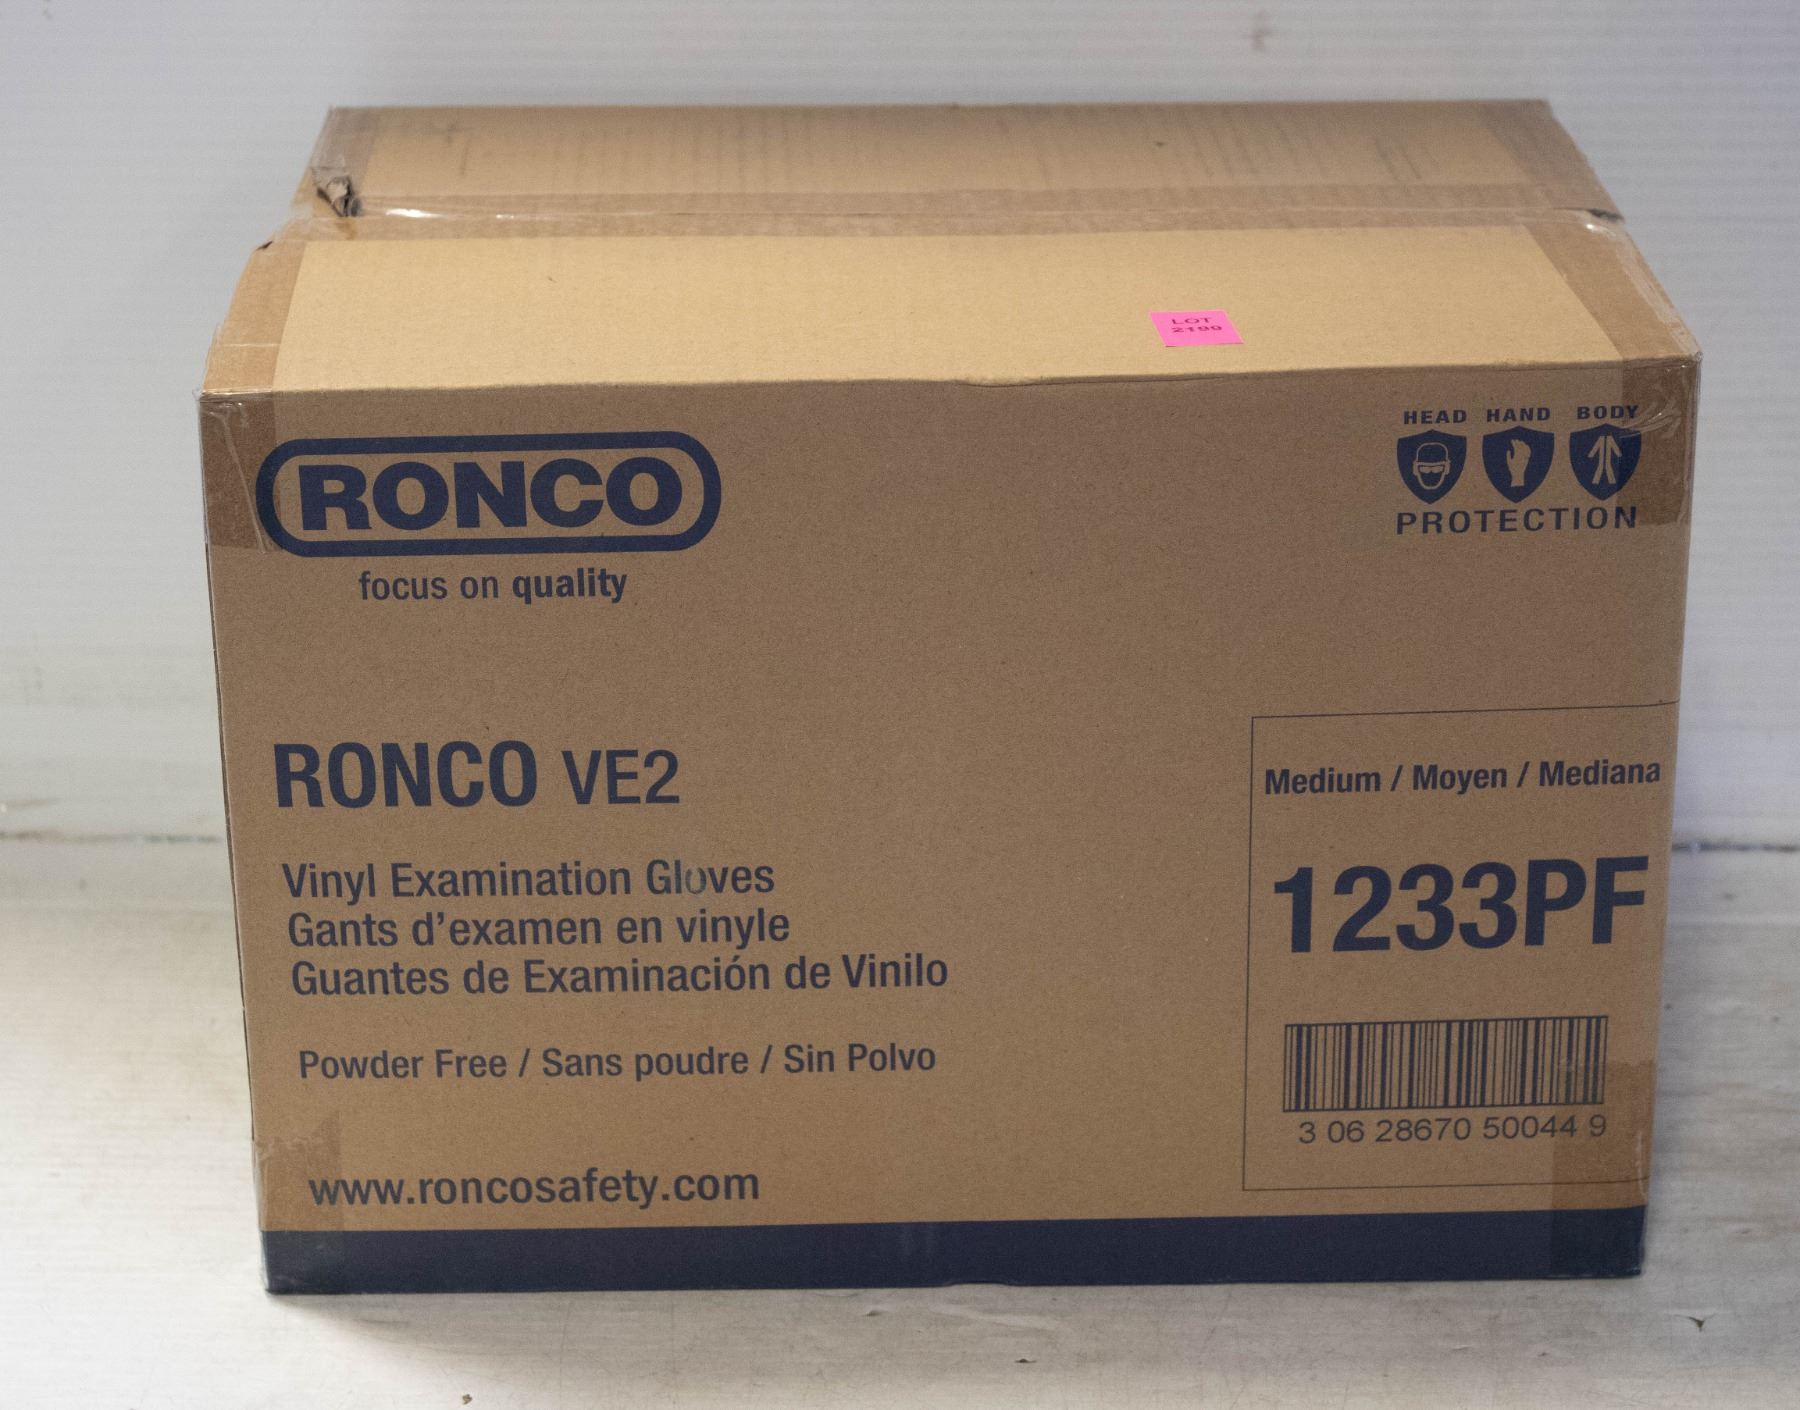 LOT
2199
RONCO
focus on quality
HEAD HAND BODY
PROTECTION
RONCO VE2
Vinyl Examination Gloves
Gants d'examen en vinyle
Guantes de Examinación de Vinilo
Powder Free / Sans poudre / Sin Polvo
www.roncosafety.com
Medium / Moyen / Mediana
1233PF
3 06 28670 50044 9